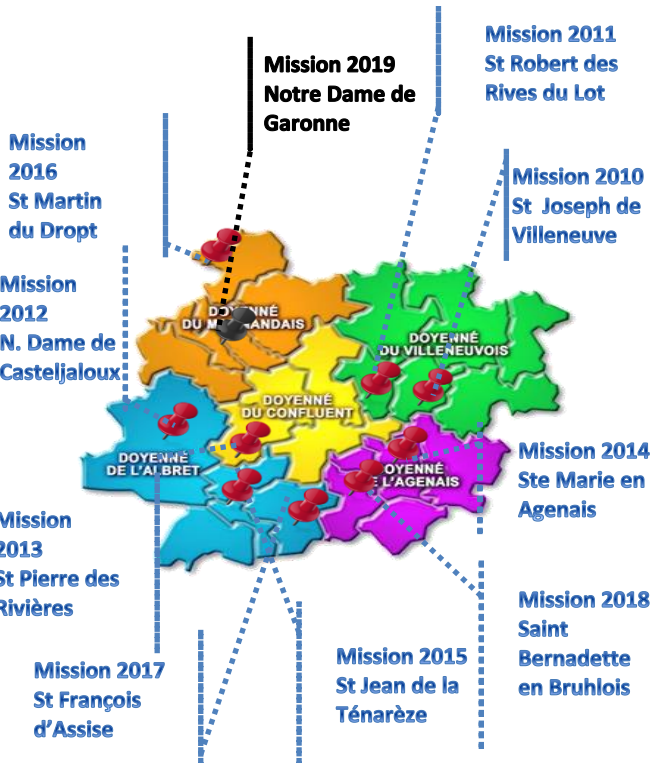 Mission 2011
St Robert des
Rives du Lot
Mission 2019
Notre Dame de
Garonne
Mission
2016
St Martin
du Dropt
Mission 2010
St Joseph de
Villeneuve
Mission
2012
N. Dame de
Casteljaloux
DOYENNÉ
DU
DOYENNÉ
DU VILLENEUVOIS
DOYENNÉ
DU CONFLUENT
DOYENNÉ
DE L'ALBRET
L'AGENAIS
Mission 2014
Ste Marie en
Agenais
Mission
2013
St Pierre des
Rivières
Mission 2018
Saint
Bernadette
en Bruhlois
Mission 2017
St François
d'Assise
Mission 2015
St Jean de la
Ténarèze